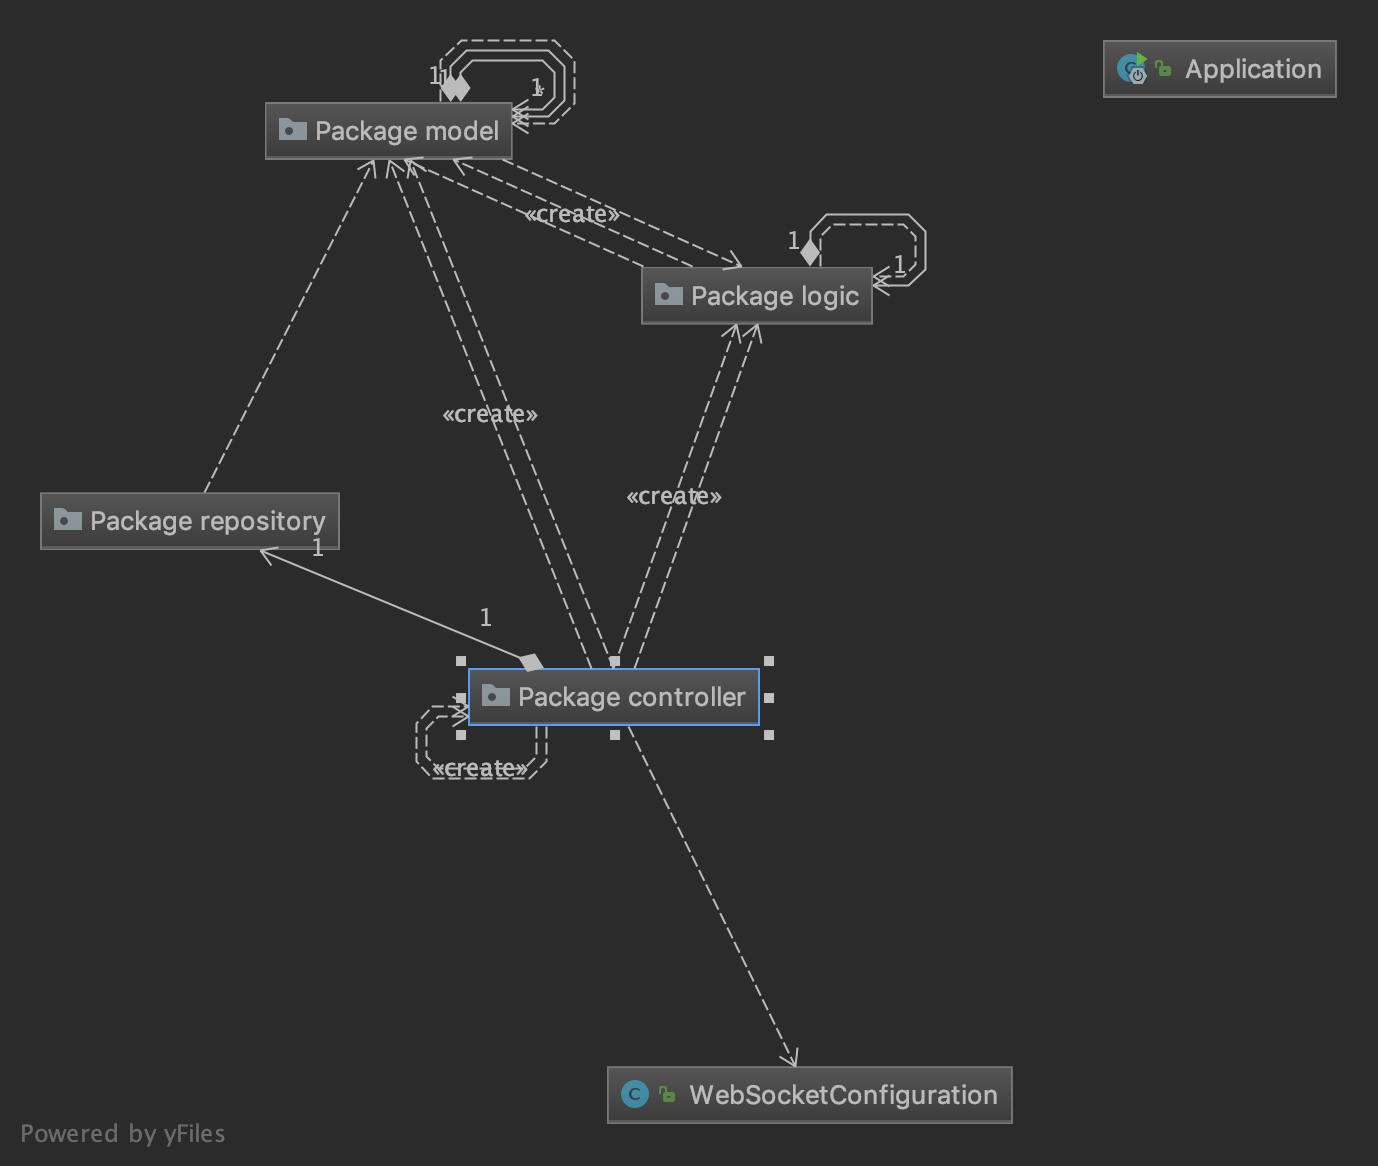 Application
1
1
1
*
Package model
«create»
1
1
Package logic
«create»
«create»
Package repository
1
1
Package controller
«create»
C
WebSocketConfiguration
Powered by yFiles